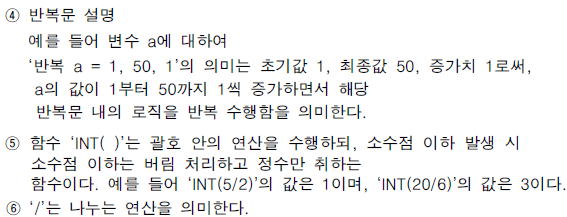 ④ 반복문 설명
예를 들어 변수 a에 대하여
‘반복 a = 1, 50, 1’의 의미는 초기값 1, 최종값 50, 증가치 1로써,
a의 값이 1부터 50까지 1씩 증가하면서 해당
반복문 내의 로직을 반복 수행함을 의미한다.
⑤ 함수 ‘INT( )’는 괄호 안의 연산을 수행하되, 소수점 이하 발생 시
소수점 이하는 버림 처리하고 정수만 취하는
함수이다. 예를 들어 ‘INT(5/2)’의 값은 1이며, ‘INT(20/6)’의 값은 3이다.
⑥ ‘/’는 나누는 연산을 의미한다.